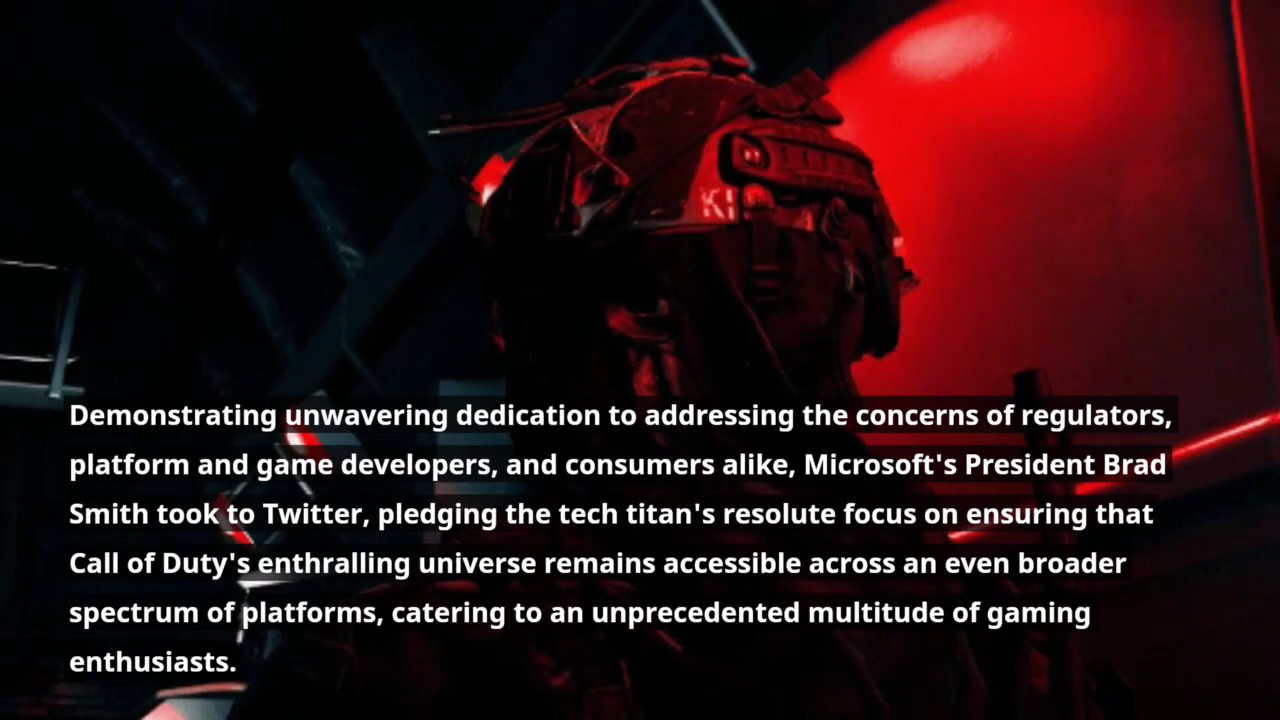 KI
Demonstrating unwavering dedication to addressing the concerns of regulators,
platform and game developers, and consumers alike, Microsoft's President Brad
Smith took to Twitter, pledging the tech titan's resolute focus on ensuring that
Call of Duty's enthralling universe remains accessible across an even broader
spectrum of platforms, catering to an unprecedented multitude of gaming
enthusiasts.